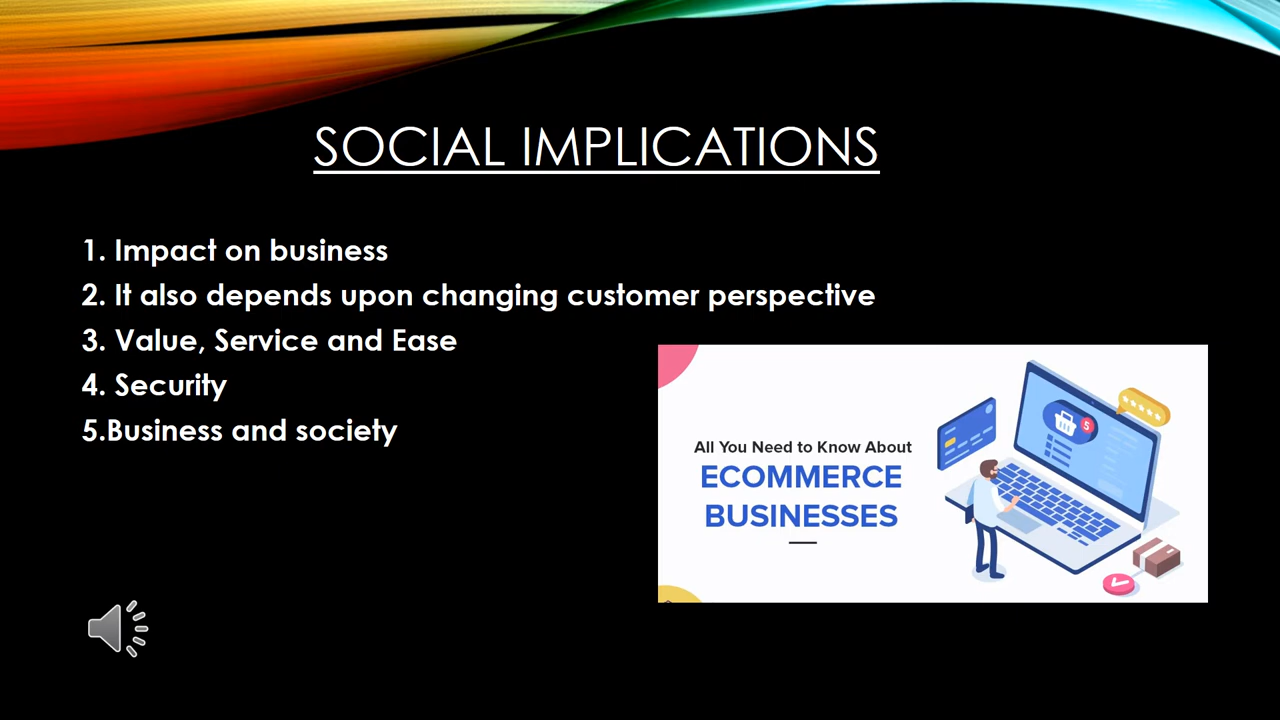 SOCIAL IMPLICATIONS
1. Impact on business
2. It also depends upon changing customer perspective
3. Value, Service and Ease
4. Security
5.Business and society
All You Need to Know About
ECOMMERCE
BUSINESSES
5